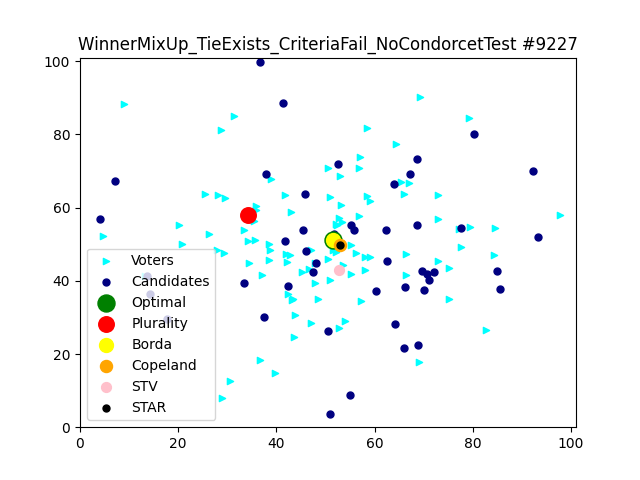 WinnerMixUp_TieExists_CriteriaFail_NoCondorcetTest #9227
100
80
60
40
20
0
Voters
Candidates
Optimal
Plurality
Borda
Copeland
STV
STAR
0 20 40 60 80 100